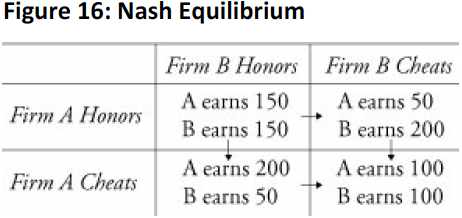 Figure 16: Nash Equilibrium
Firm B Honors Firm B Cheats
Firm A Honors
A earns 150 A earns 50
B earns 150 B earns 200
Firm A Cheats
A earns 200 A earns 100
B earns 50 B earns 100